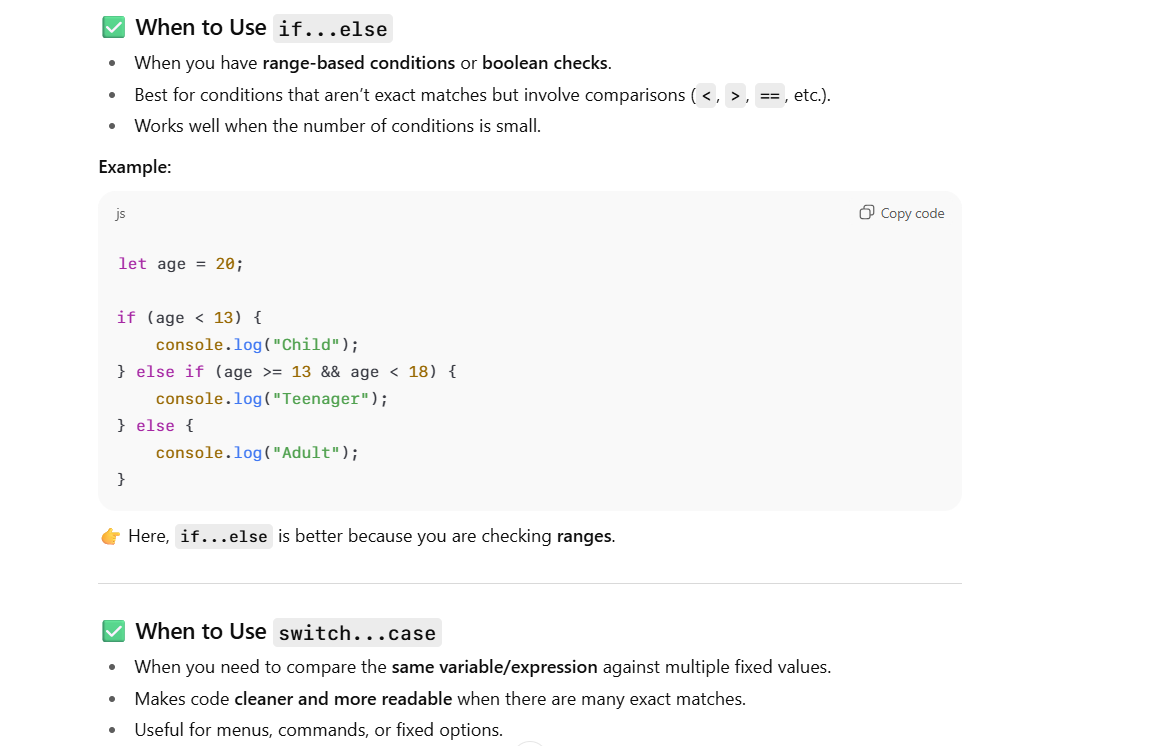 ✅ When to Use if...else
• When you have range-based conditions or boolean checks.
• Best for conditions that aren’t exact matches but involve comparisons (<, >, ==, etc.).
• Works well when the number of conditions is small.
Example:
js Copy code
let age = 20;
if (age < 13) {
    console.log("Child");
} else if (age >= 13 && age < 18) {
    console.log("Teenager");
} else {
    console.log("Adult");
}
👉 Here, if...else is better because you are checking ranges.
✅ When to Use switch...case
• When you need to compare the same variable/expression against multiple fixed values.
• Makes code cleaner and more readable when there are many exact matches.
• Useful for menus, commands, or fixed options.